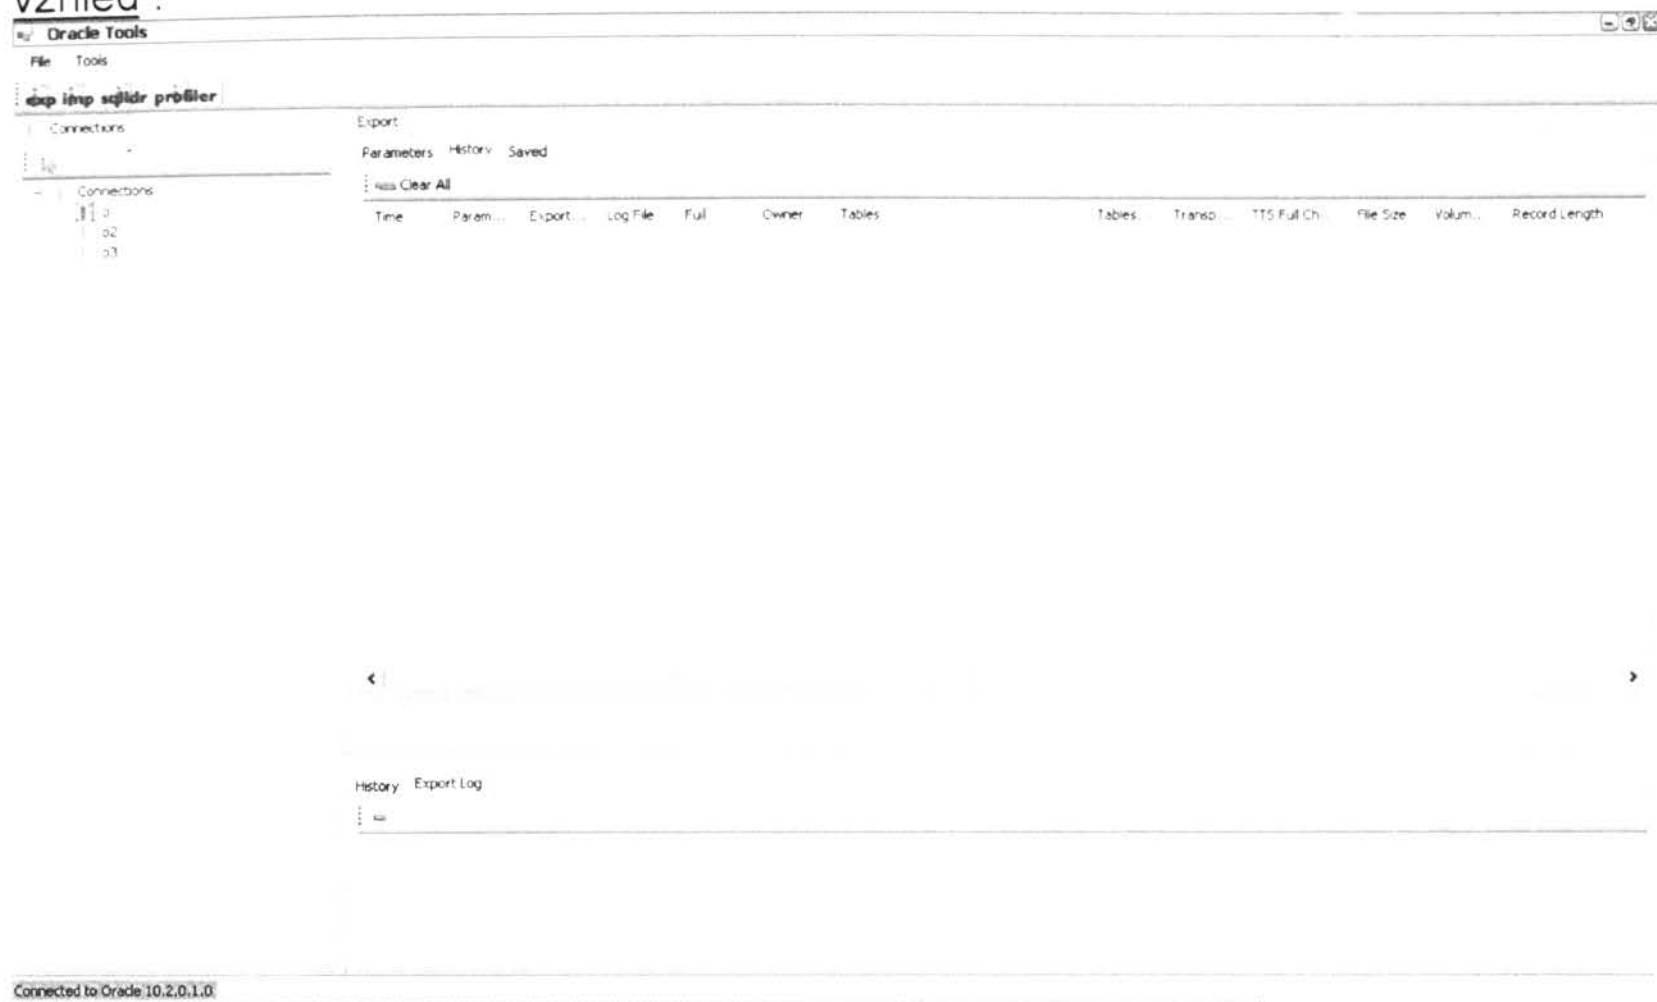 vzhled :
Oracle Tools
File Tools
exp imp sqlldr profiler
Connections
Connections
o2
o3
Export
Parameters History Saved
Clear All
Time Param... Export... Log File Full Owner Tables Tables... Transp... TTS Full Ch... File Size Volum... Record Length
History Export Log
Connected to Oracle 10.2.0.1.0